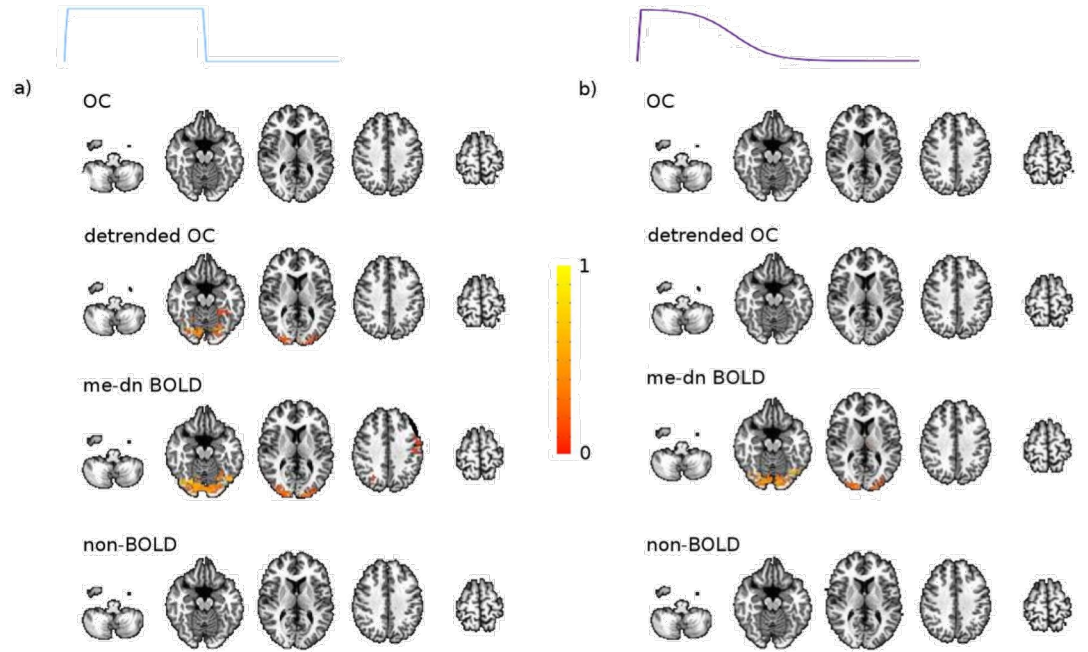 a)
OC
detrended OC
me-dn BOLD
non-BOLD
1
0
b)
OC
detrended OC
me-dn BOLD
non-BOLD